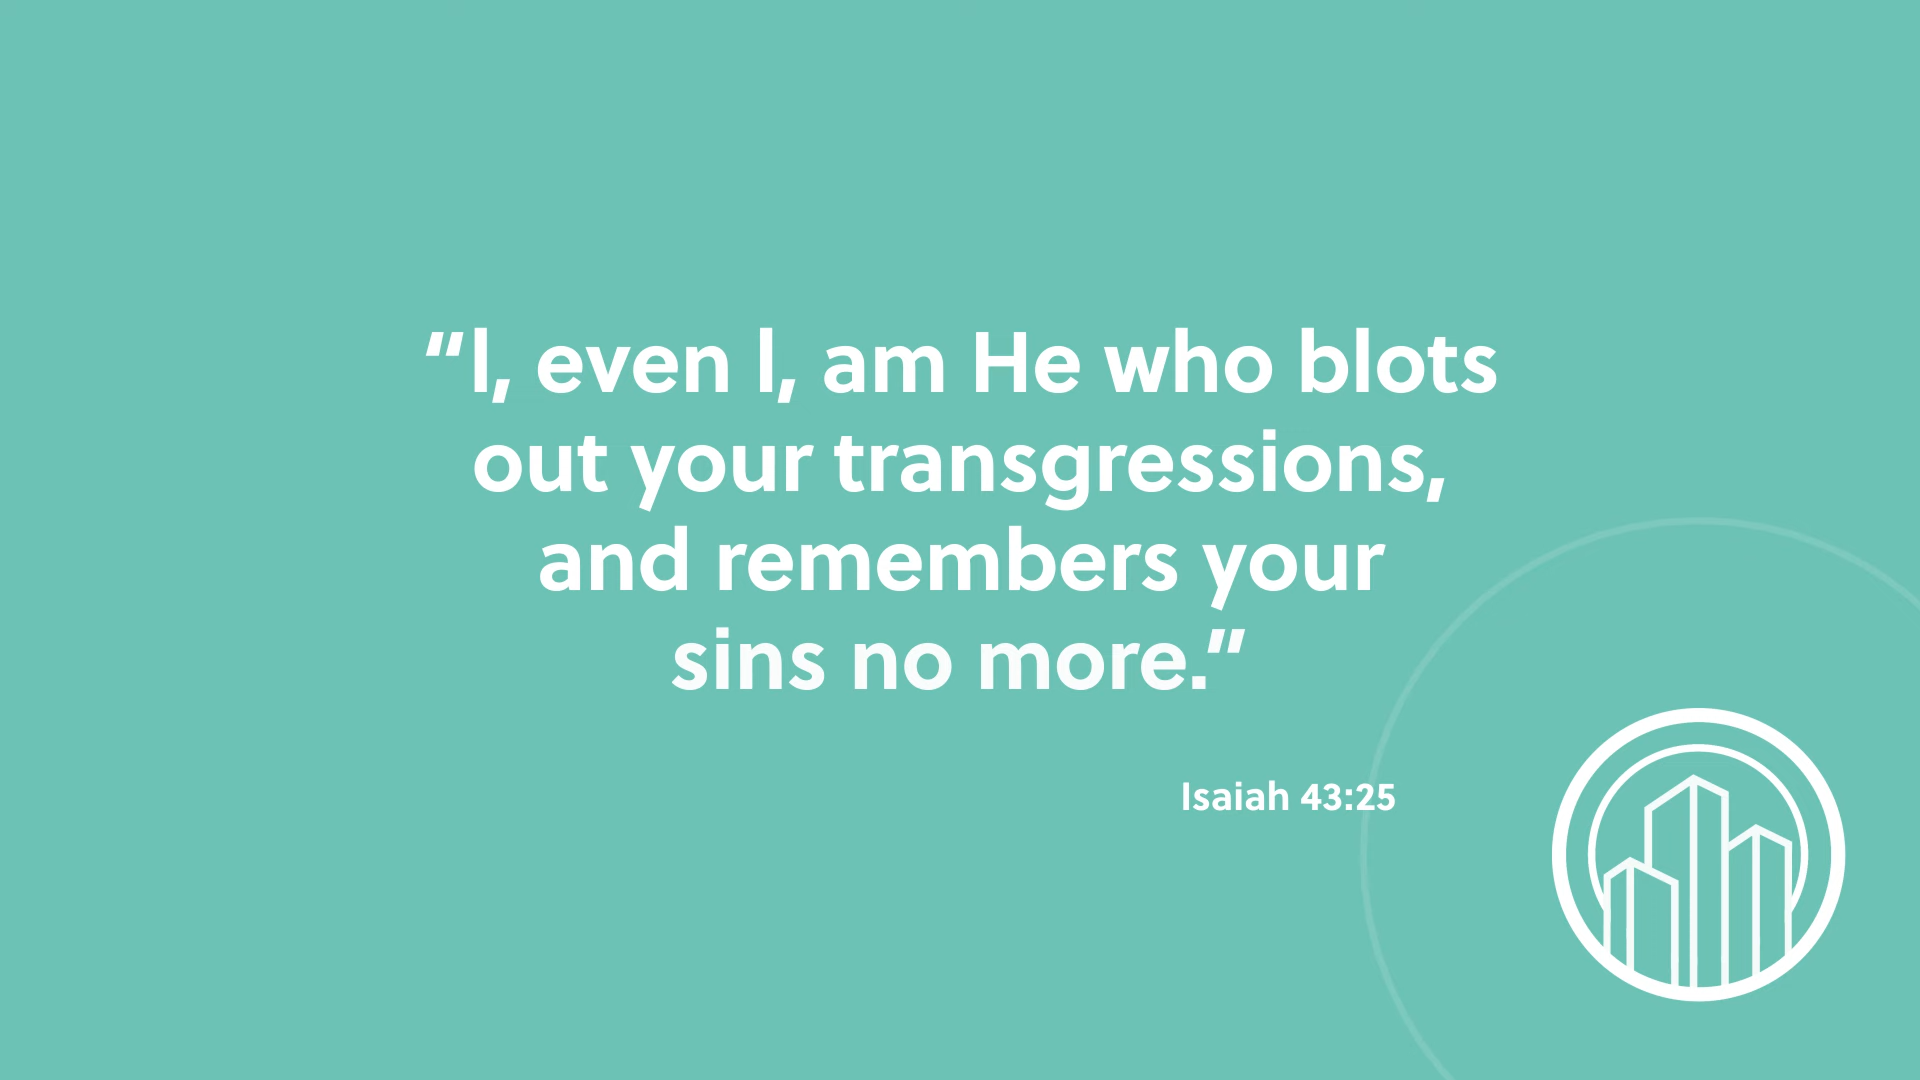 “I, even I, am He who blots
out your transgressions,
and remembers your
sins no more.”
Isaiah 43:25